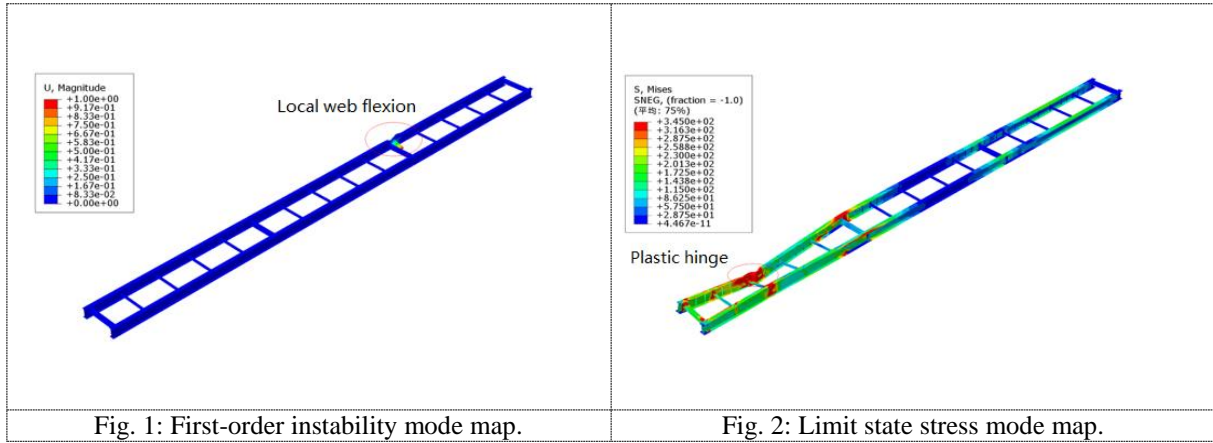 U, Magnitude
+1.00e+00
+9.17e-01
+8.33e-01
+7.50e-01
+6.67e-01
+5.83e-01
+5.00e-01
+4.17e-01
+3.33e-01
+2.50e-01
+1.67e-01
+8.33e-02
+0.00e+00
Local web flexion
Fig. 1: First-order instability mode map.
S, Mises
SNEG, (fraction = -1.0)
(平均: 75%)
+3.450e+02
+3.163e+02
+2.875e+02
+2.588e+02
+2.300e+02
+2.013e+02
+1.725e+02
+1.438e+02
+1.150e+02
+8.625e+01
+5.750e+01
+2.875e+01
+4.467e-11
Plastic hinge
Fig. 2: Limit state stress mode map.